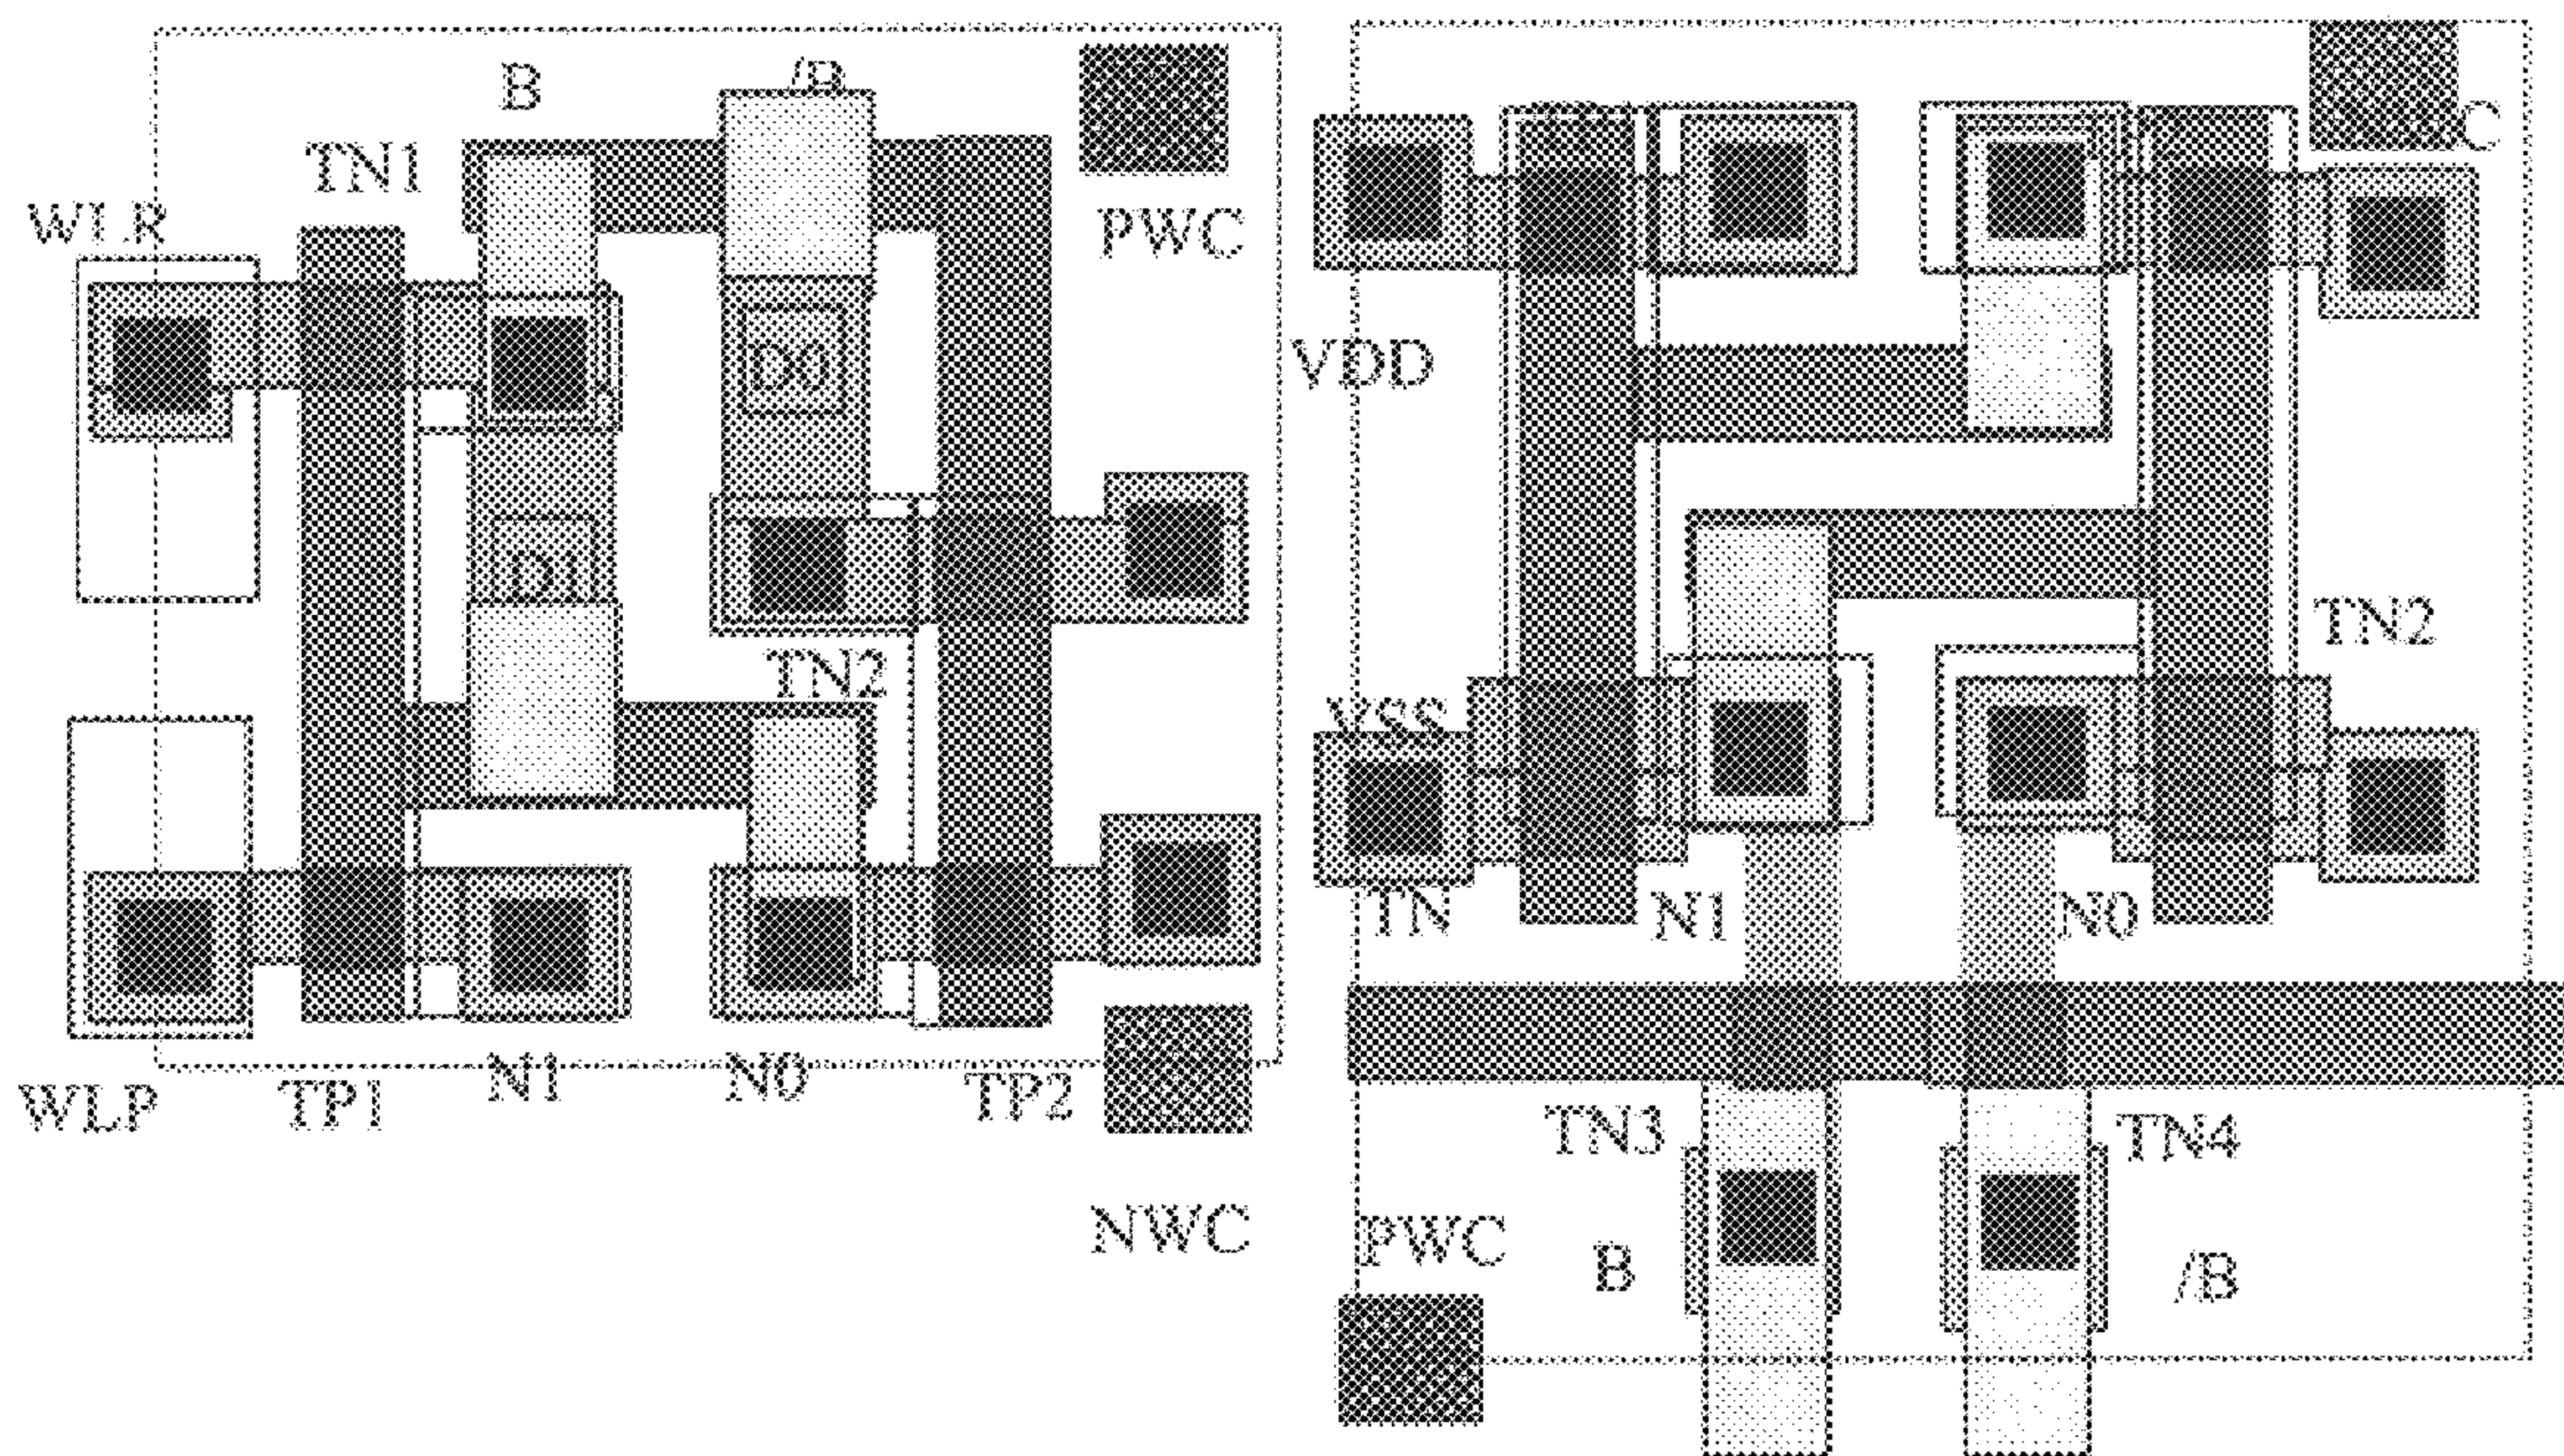 B
/B
TN1
WLR
PWC
D0
D1
TN2
WLP
TP1
N1
N0
TP2
NWC
C
VDD
TN2
VSS
TN
N1
N0
TN3
TN4
PWC
B
/B